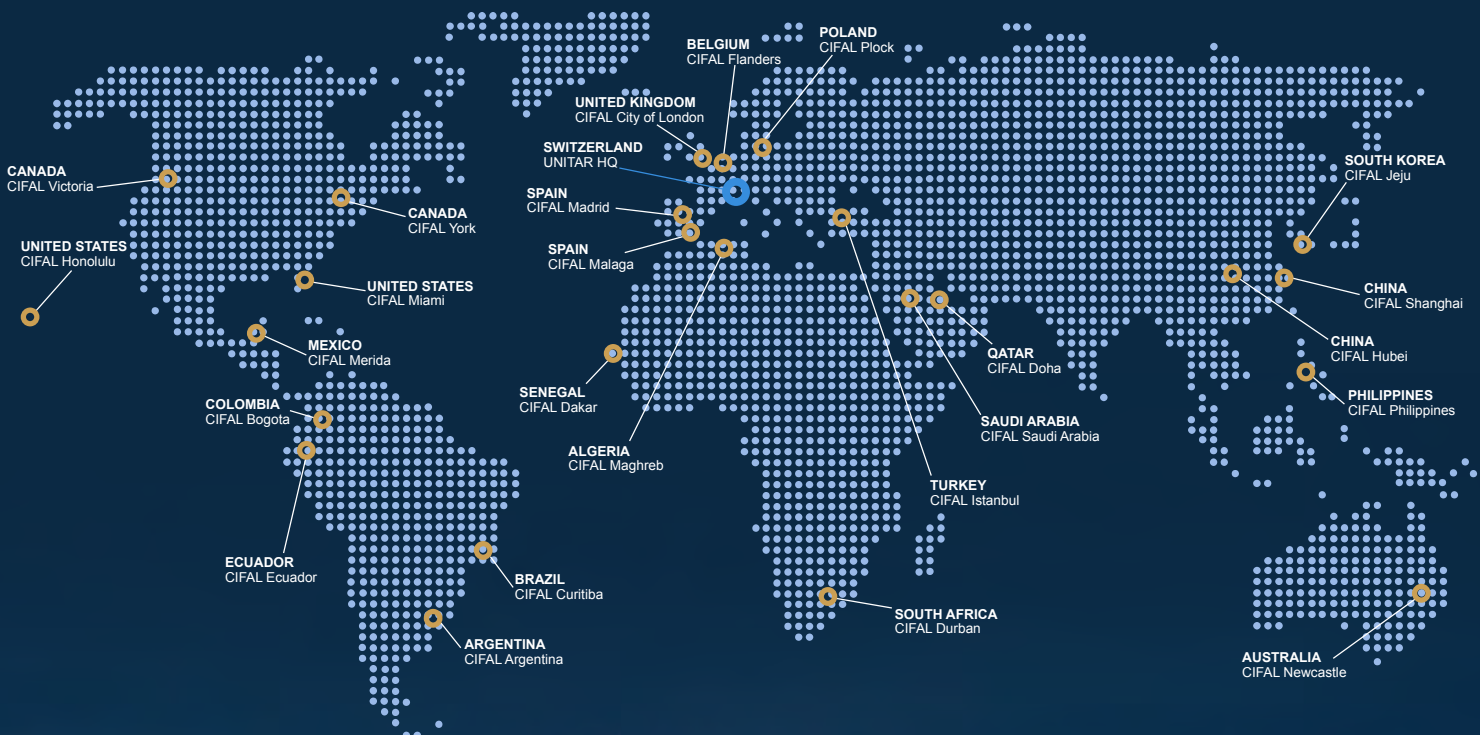 POLAND
CIFAL Plock
BELGIUM
CIFAL Flanders
UNITED KINGDOM
CIFAL City of London
SWITZERLAND
UNITAR HQ
SPAIN
CIFAL Madrid
SPAIN
CIFAL Malaga
CANADA
CIFAL Victoria
CANADA
CIFAL York
UNITED STATES
CIFAL Honolulu
UNITED STATES
CIFAL Miami
MEXICO
CIFAL Merida
COLOMBIA
CIFAL Bogota
ECUADOR
CIFAL Ecuador
BRAZIL
CIFAL Curitiba
ARGENTINA
CIFAL Argentina
SENEGAL
CIFAL Dakar
ALGERIA
CIFAL Maghreb
TURKEY
CIFAL Istanbul
SAUDI ARABIA
CIFAL Saudi Arabia
QATAR
CIFAL Doha
SOUTH AFRICA
CIFAL Durban
SOUTH KOREA
CIFAL Jeju
CHINA
CIFAL Shanghai
CHINA
CIFAL Hubei
PHILIPPINES
CIFAL Philippines
AUSTRALIA
CIFAL Newcastle